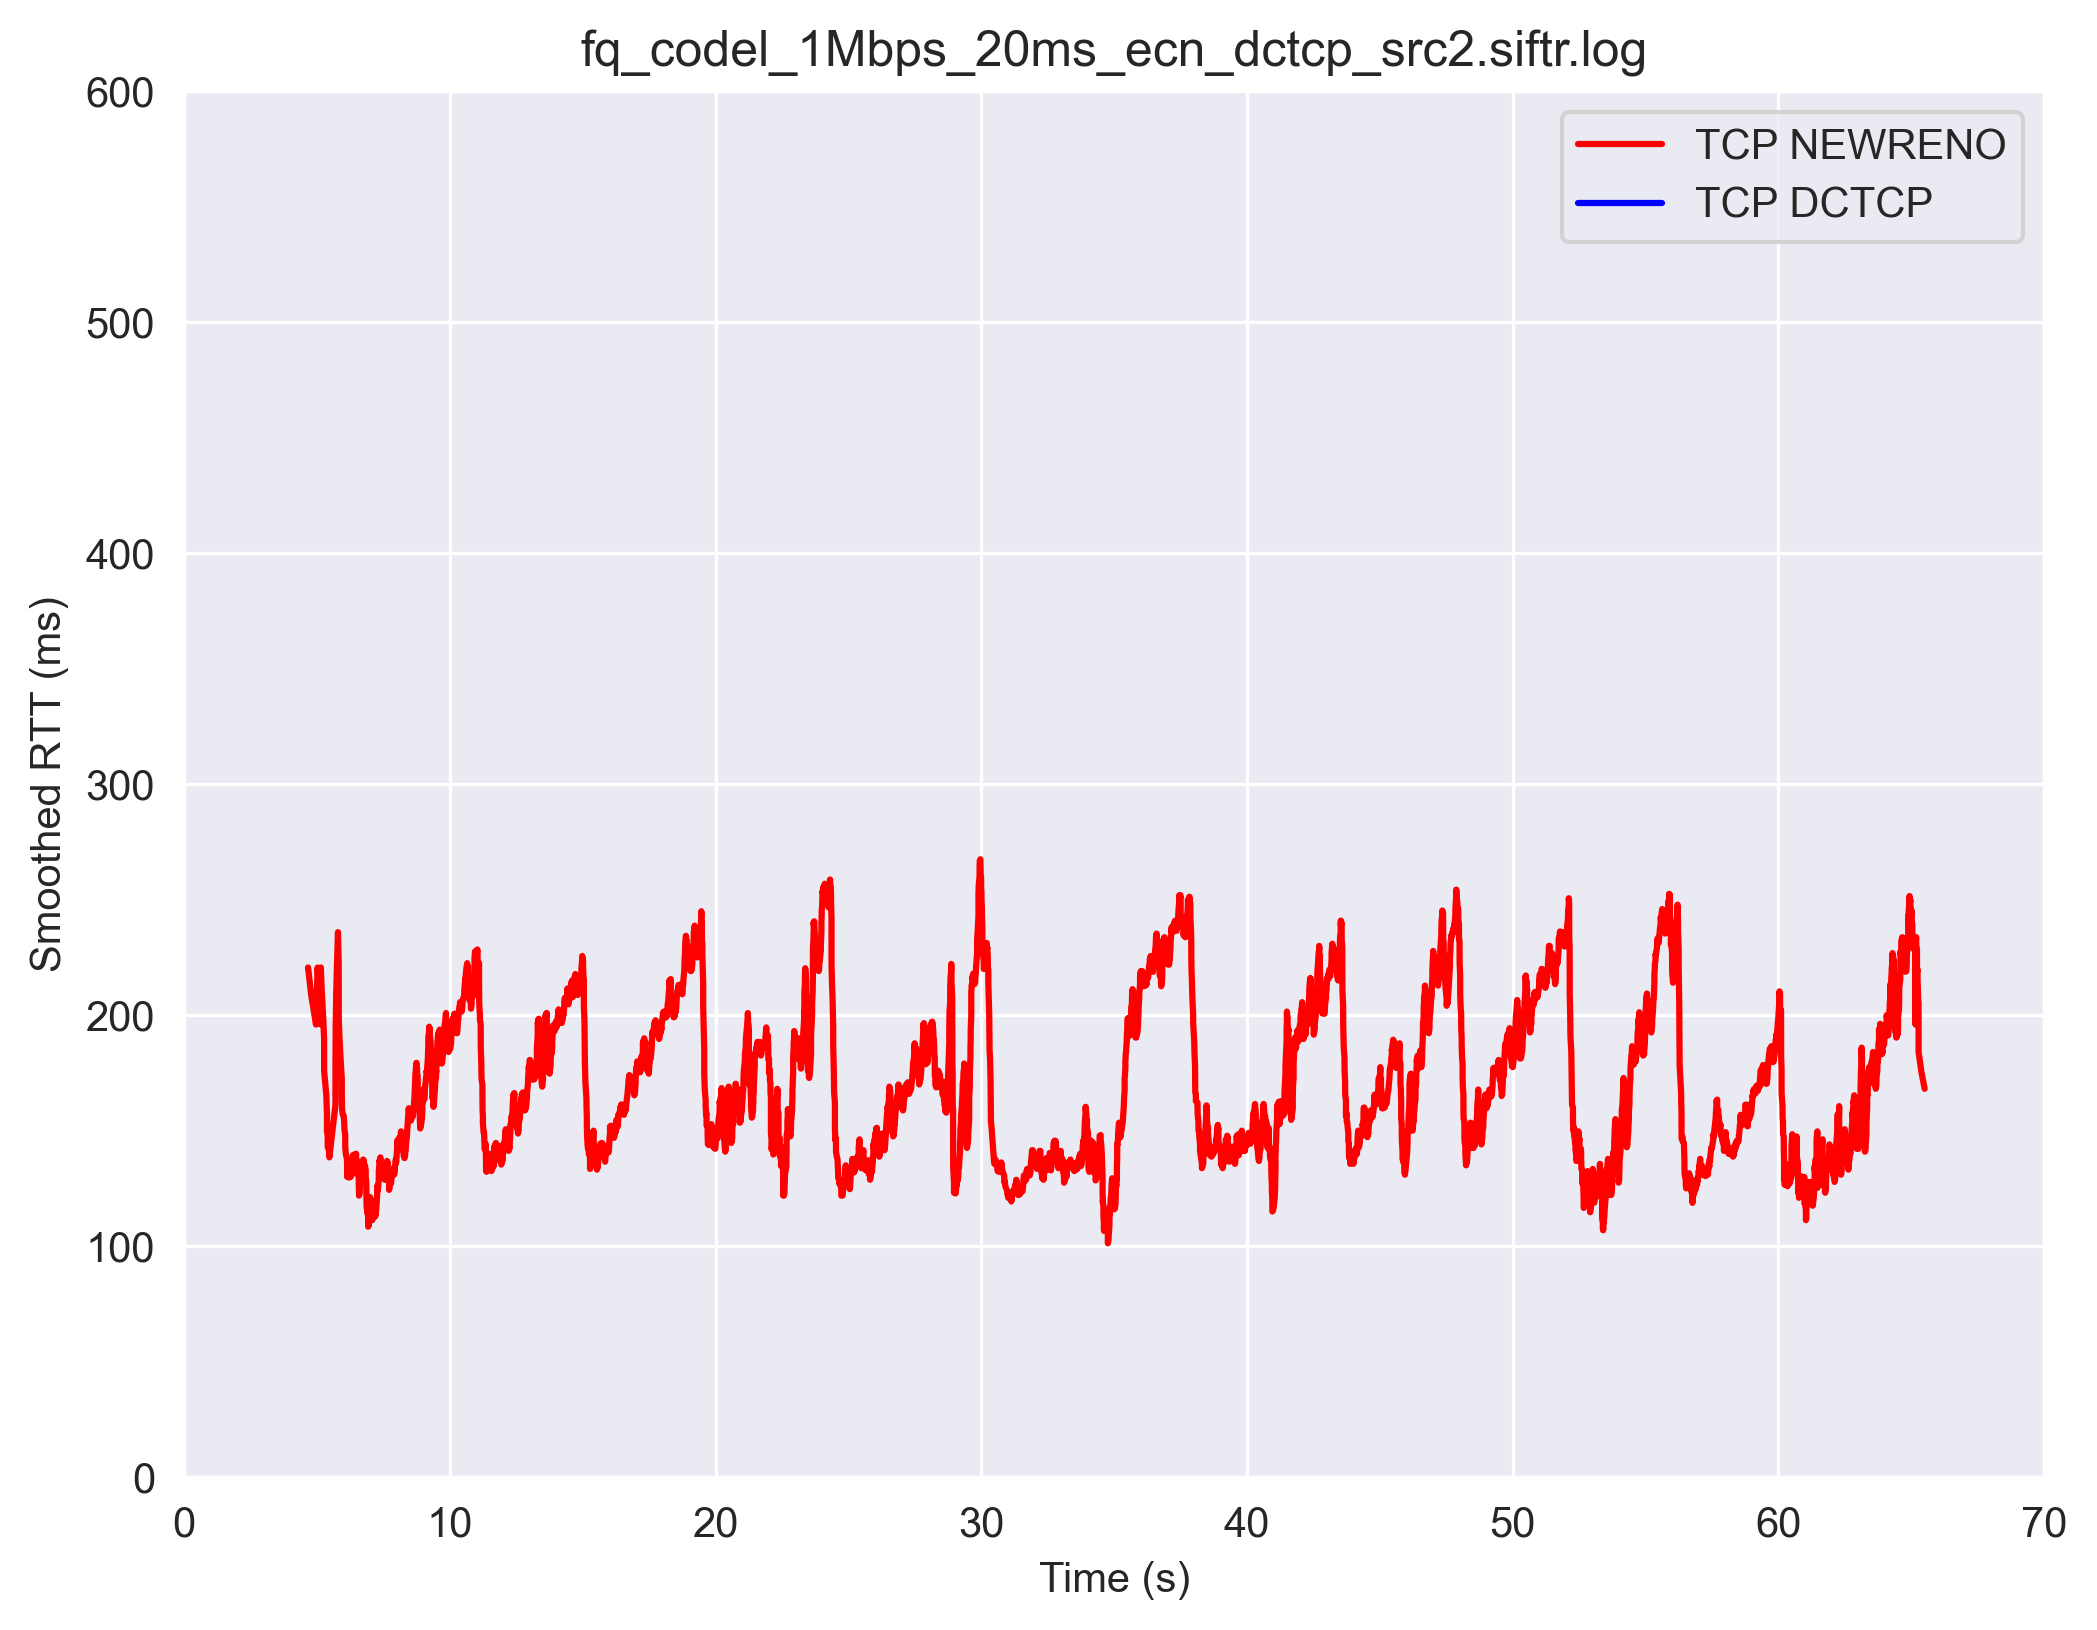 fq_codel_1Mbps_20ms_ecn_dctcp_src2.siftr.log
TCP NEWRENO
TCP DCTCP
Smoothed RTT (ms)
600
500
400
300
200
100
0
0 10 20 30 40 50 60 70
Time (s)